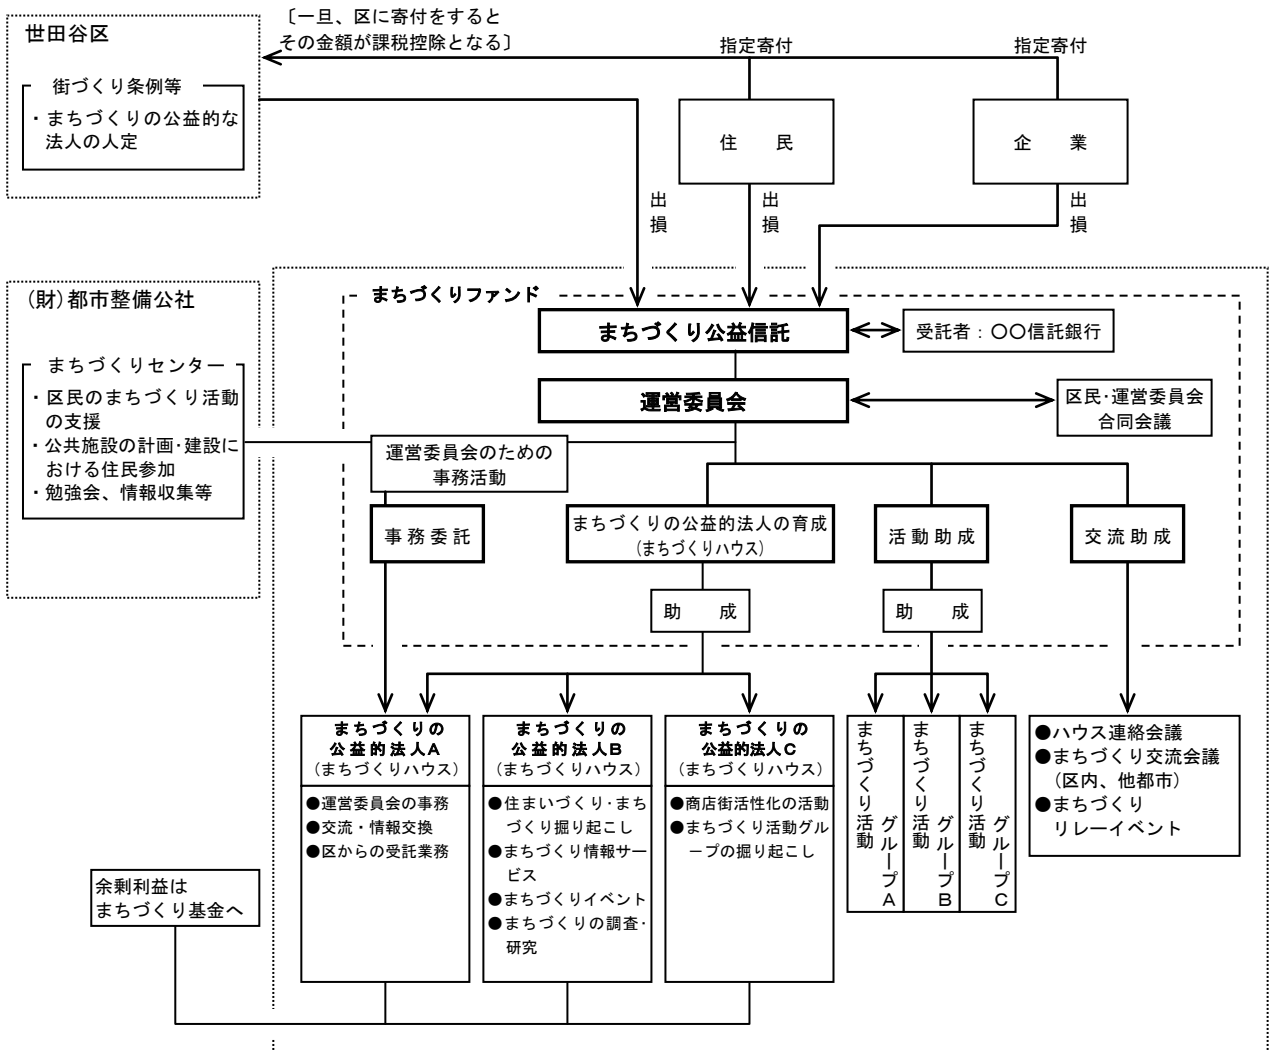 世田谷区
街づくり条例等
・まちづくりの公益的な
法人の人定
〔一旦、区に寄付をすると
その金額が課税控除となる〕
指定寄付
指定寄付
住　民
企　業
出損
出損
出損
(財)都市整備公社
まちづくりセンター
・区民のまちづくり活動
の支援
・公共施設の計画・建設に
おける住民参加
・勉強会、情報収集等
まちづくりファンド
まちづくり公益信託
受託者：〇〇信託銀行
運営委員会
区民・運営委員会
合同会議
運営委員会のための
事務活動
事務委託
まちづくりの公益的法人の育成
(まちづくりハウス)
活動助成
交流助成
助　成
助　成
まちづくりの
公益的法人A
(まちづくりハウス)
●運営委員会の事務
●交流・情報交換
●区からの受託業務
まちづくりの
公益的法人B
(まちづくりハウス)
●住まいづくり・まち
づくり掘り起こし
●まちづくり情報サー
ビス
●まちづくりイベント
●まちづくりの調査・
研究
まちづくりの
公益的法人C
(まちづくりハウス)
●商店街活性化の活動
●まちづくり活動グル
ープの掘り起こし
まちづくり活動
グループA
まちづくり活動
グループB
まちづくり活動
グループC
●ハウス連絡会議
●まちづくり交流会議
(区内、他都市)
●まちづくり
リレーイベント
余剰利益は
まちづくり基金へ